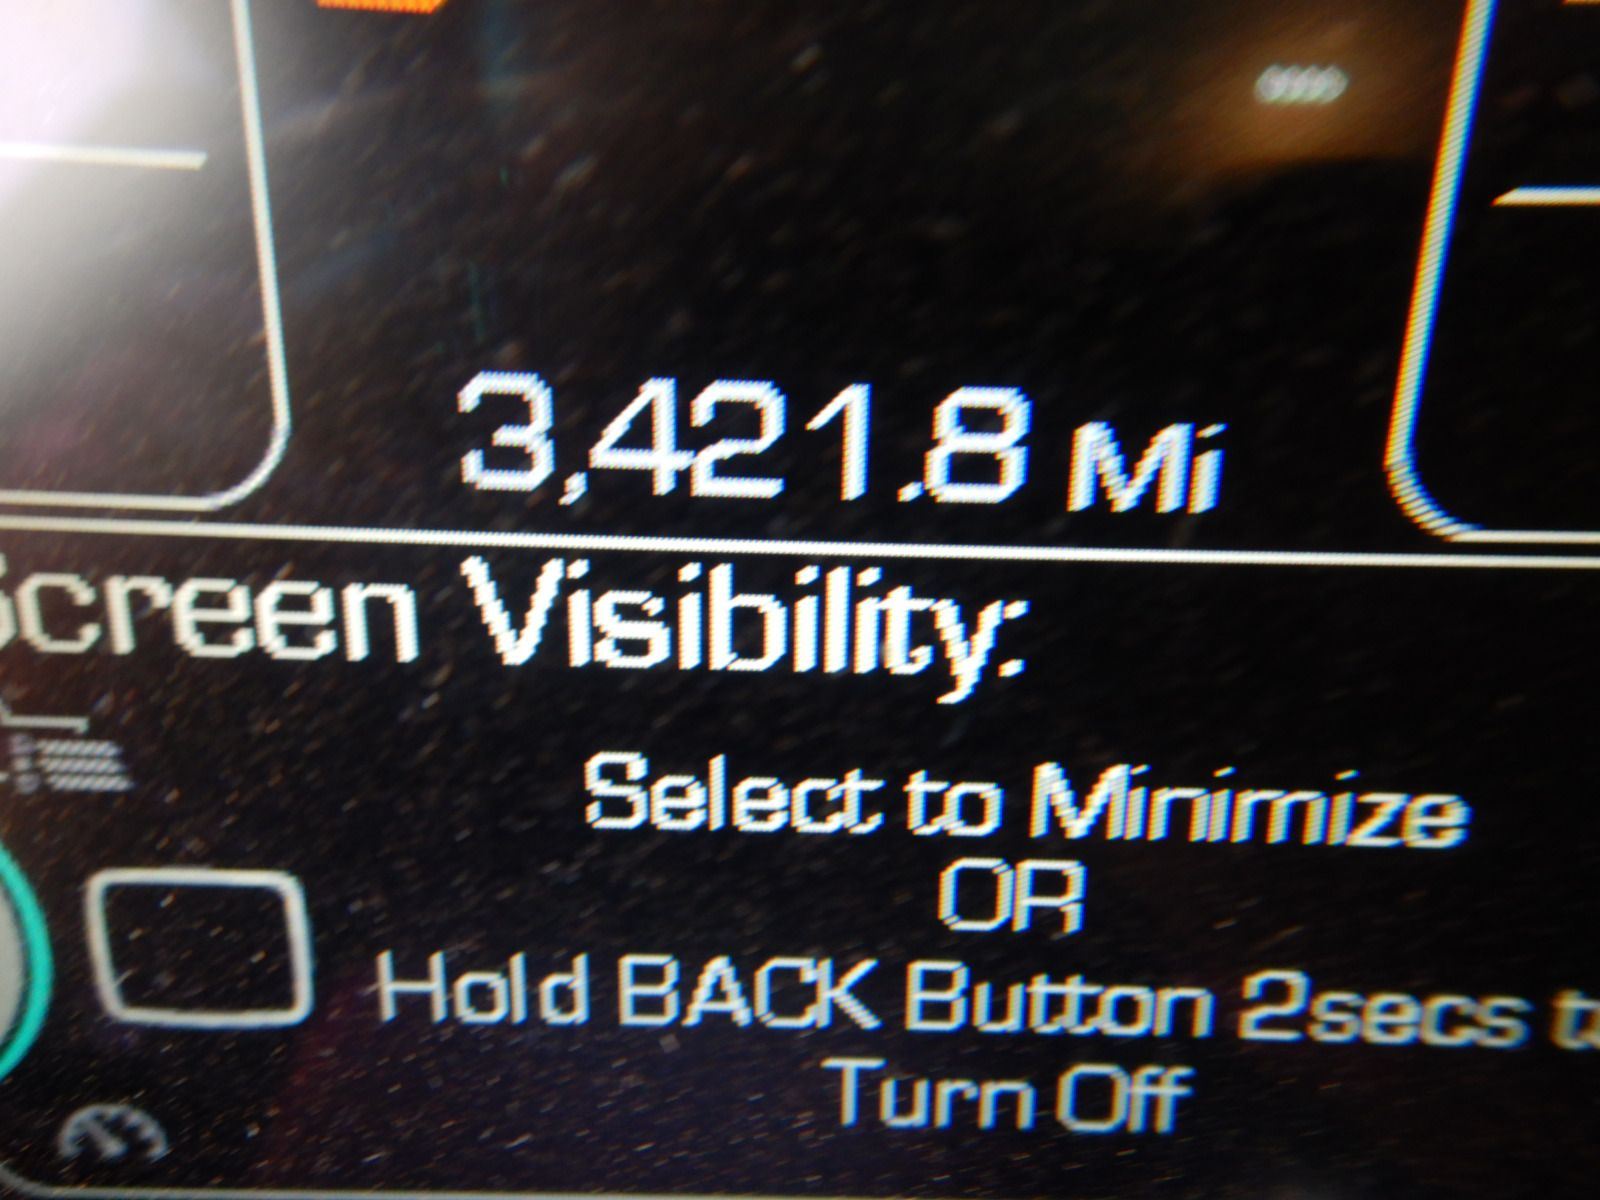 3,421.8 Mi
Screen Visibility:
Select to Minimize
OR
Hold BACK Button 2secs
Turn Off